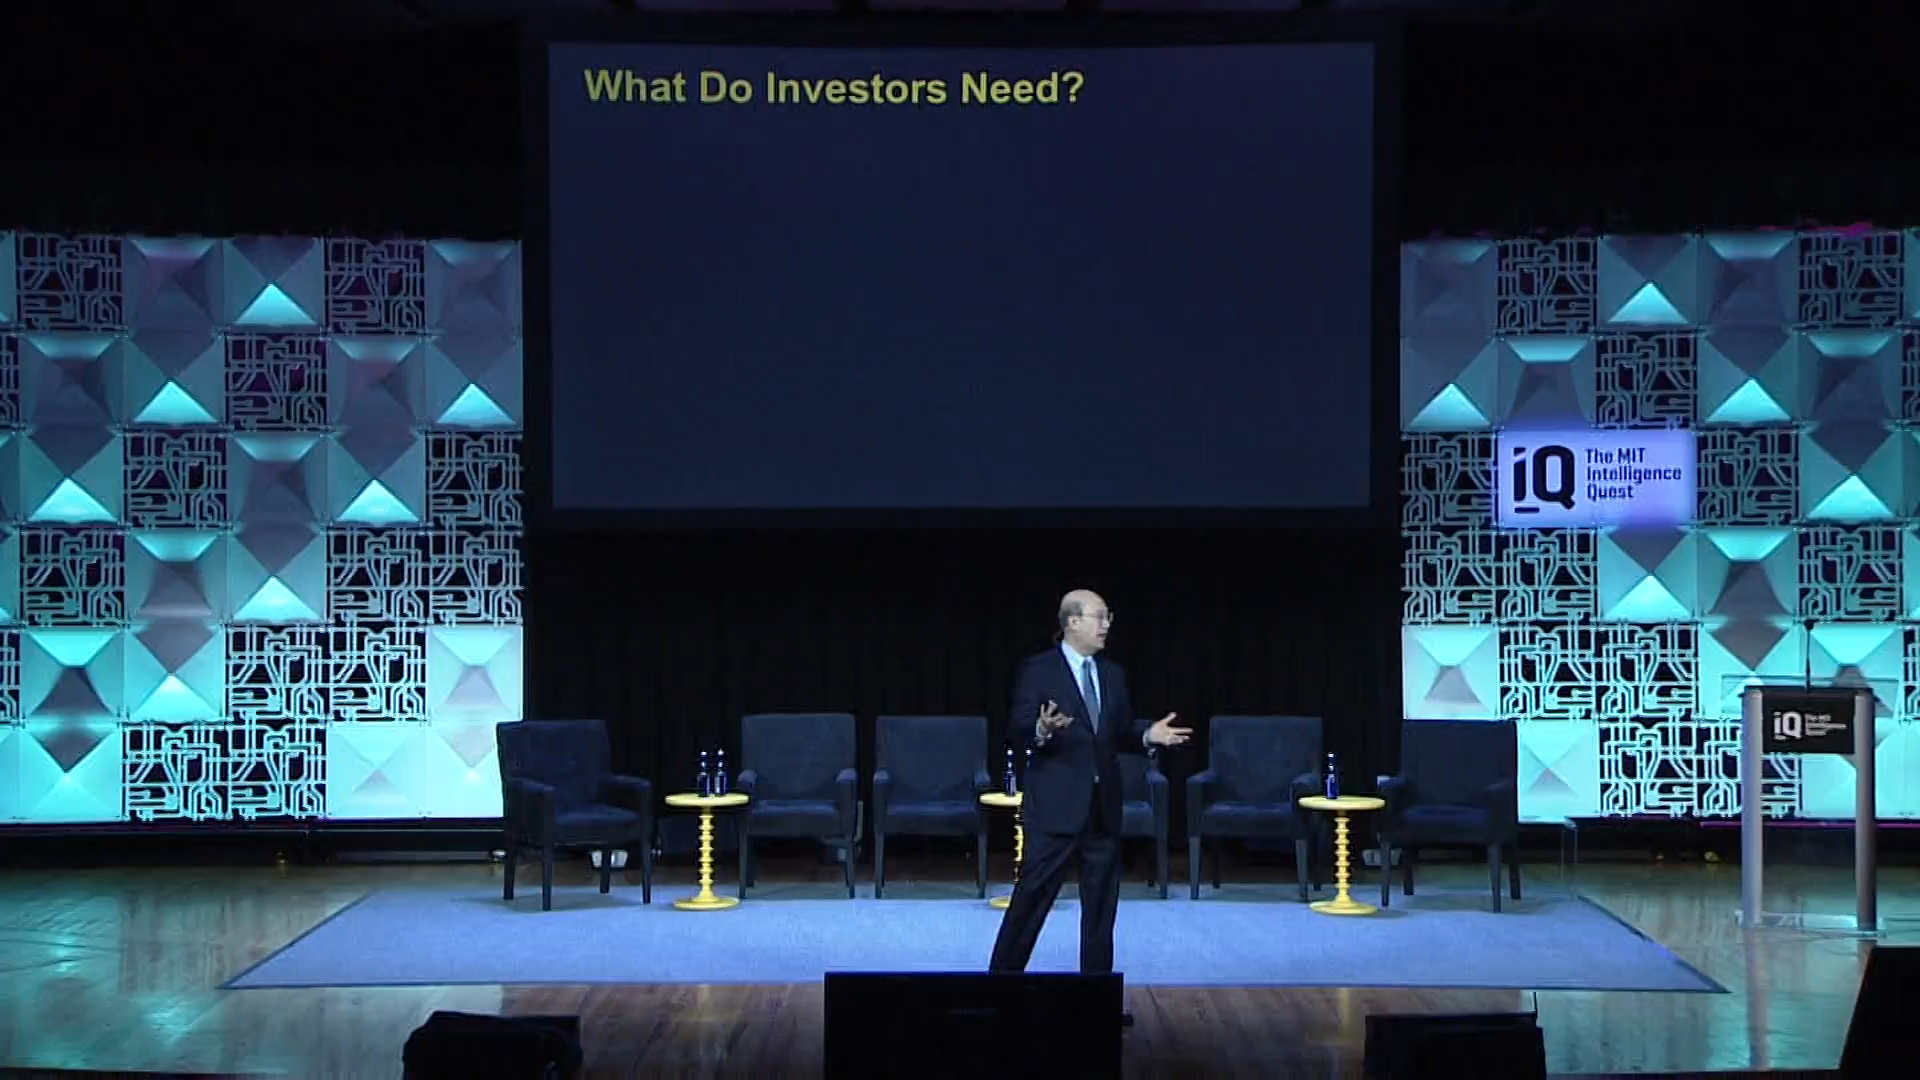 What Do Investors Need?
iQ
The MIT
Intelligence
Quest
iQ